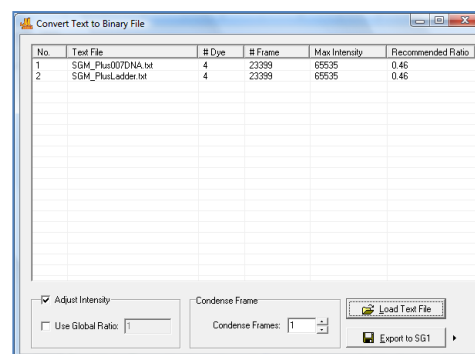 Convert Text to Binary File
No. Text File # Dye # Frame Max Intensity Recommended Ratio
1 SGM_Plus007DNA.txt 4 23399 65535 0.46
2 SGM_PlusLadder.txt 4 23399 65535 0.46
Adjust Intensity Condense Frame
Load Text File
Use Global Ratio: 1 Condense Frames: 1
Export to SG1